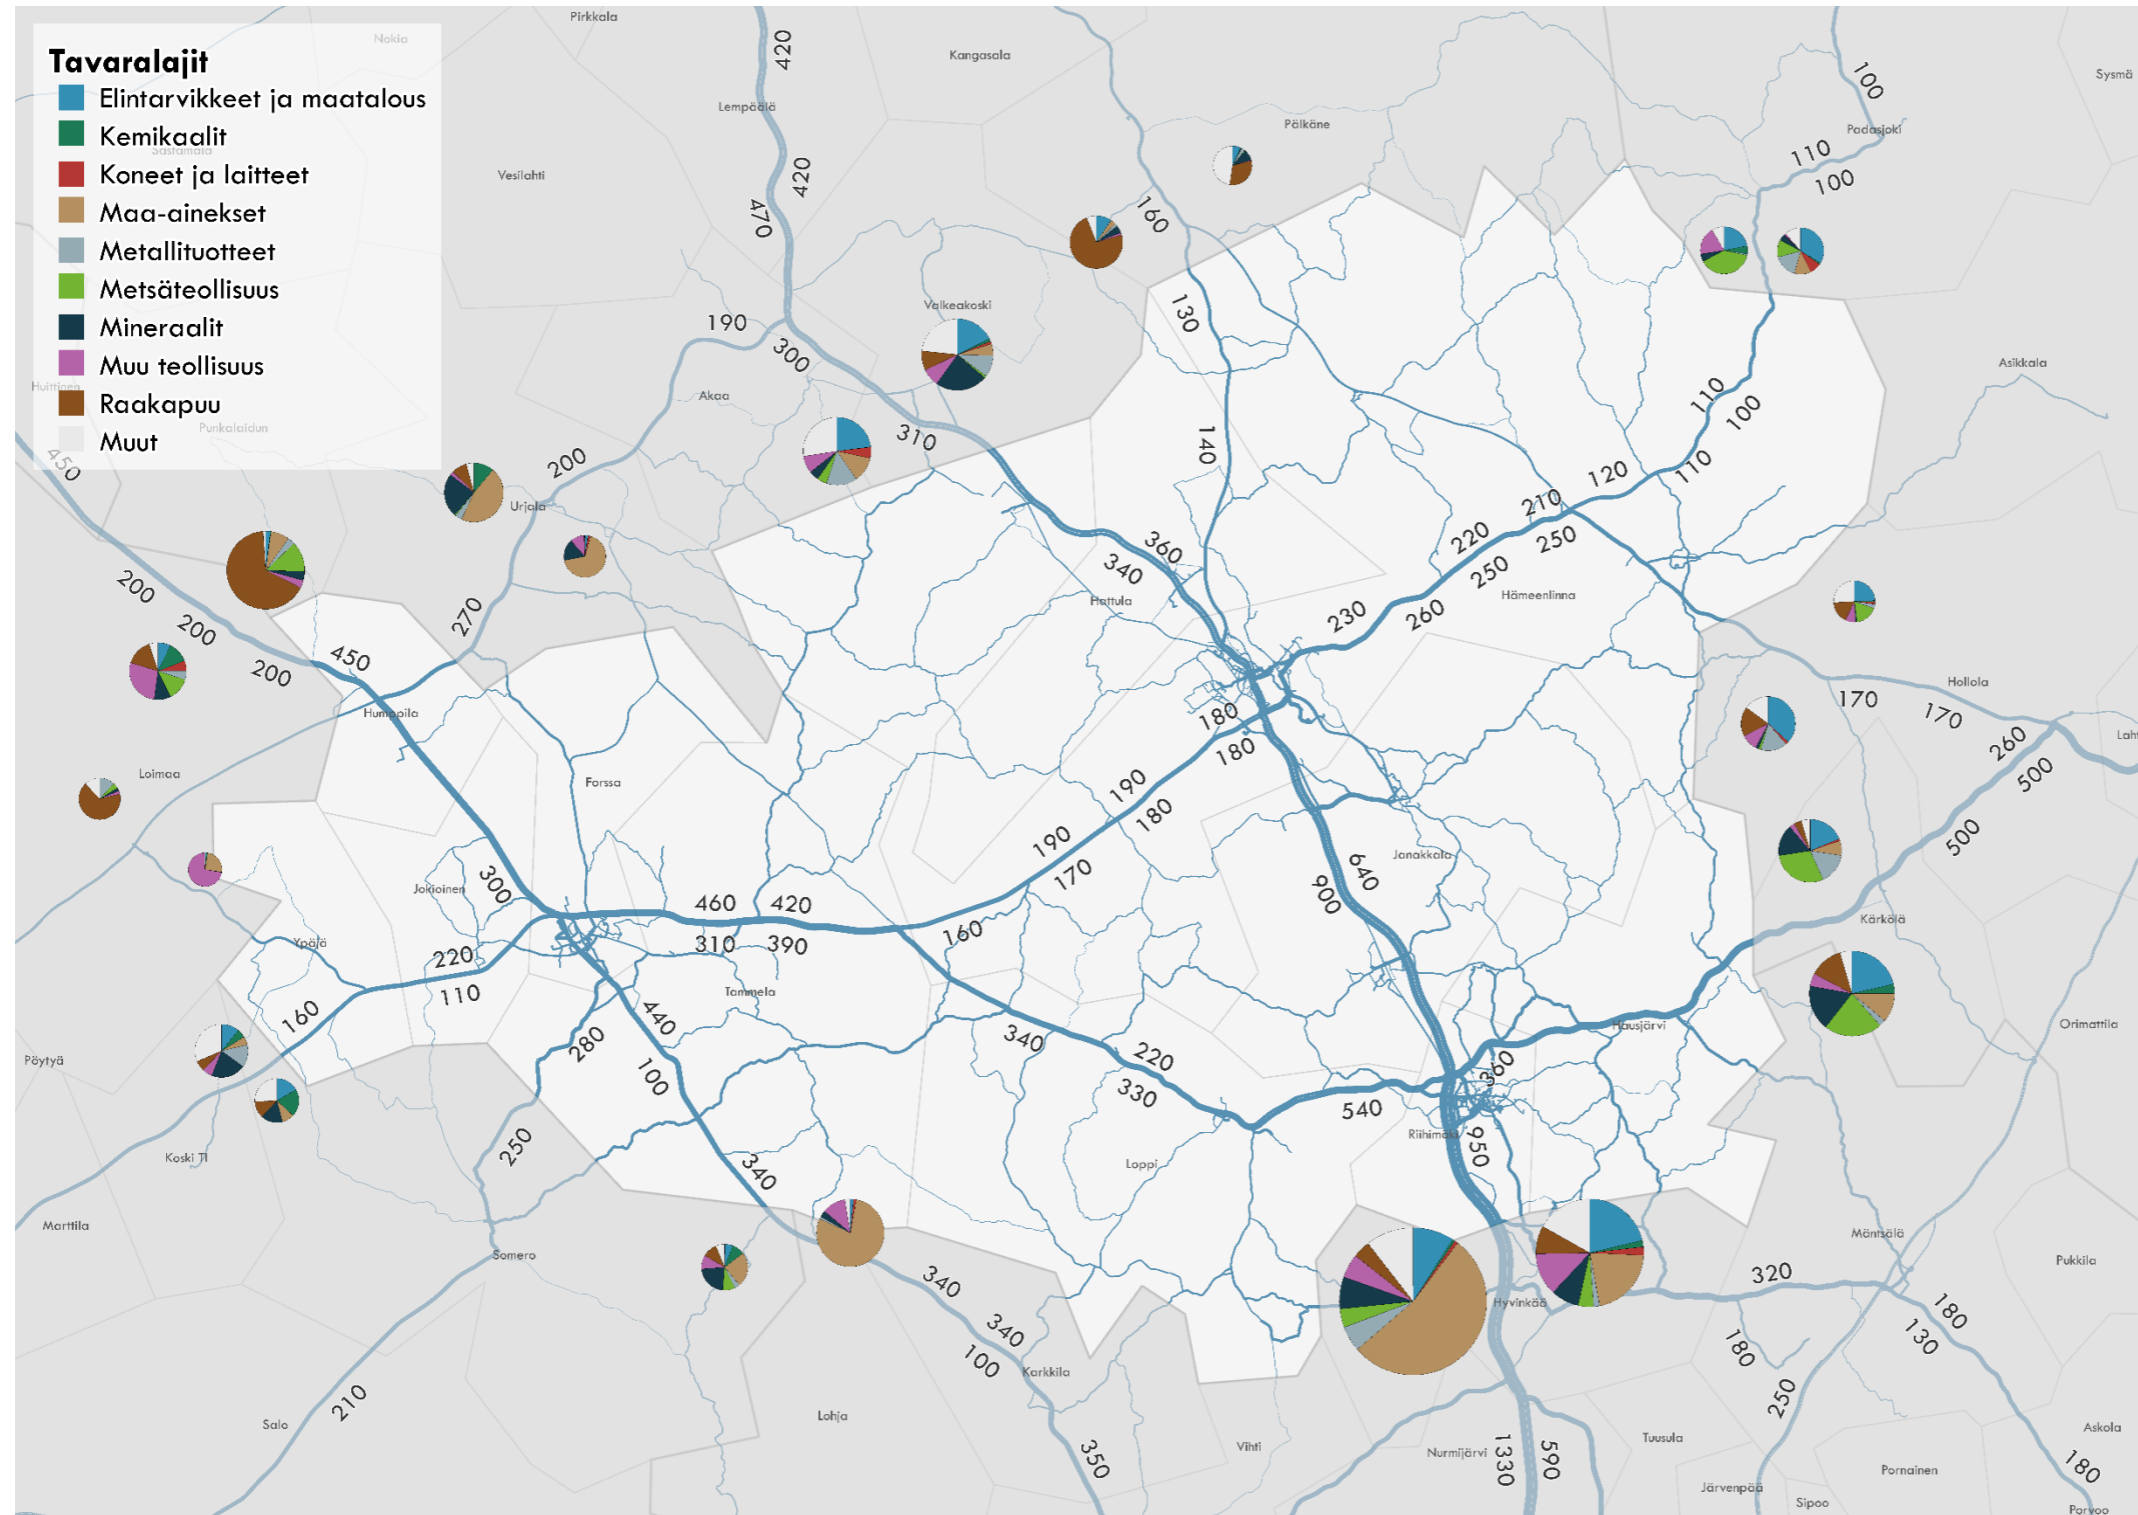 Tavaralajit
Elintarvikkeet ja maatalous
Kemikaalit
Koneet ja laitteet
Maa-ainekset
Metallituotteet
Metsäteollisuus
Mineraalit
Muu teollisuus
Raakapuu
Muut
Pirkkala
Nokia
420
Kangasala
100
Sysmä
Lempäälä
Sastamala
Pälkäne
Padasjoki
Vesilahti
420
110
100
470
160
Valkeakoski
130
190
300
Asikkala
Huittinen
Akaa
110
100
Punkalaidun
310
140
450
200
120
110
Urjala
210
220
250
360
340
250
200
270
Hattula
Hämeenlinna
230
260
200
200
450
Hollola
Humppila
180
170
170
180
260
Laht
Loimaa
Forssa
190
180
500
190
500
640
Janakkala
170
900
Jokioinen
300
460
420
Kärkölä
160
Ypäjä
310
390
220
110
Tammela
440
160
340
Hausjärvi
Orimattila
280
220
Pöytyä
100
330
360
540
Riihimäki
950
250
Koski Tl
Loppi
340
Marttila
Somero
Mäntsälä
Pukkila
340
320
Hyvinkää
180
130
340
100
180
Karkkila
210
250
Salo
Lohja
Askola
Vihti
Nurmijärvi
1330
590
Tuusula
350
Pornainen
180
Järvenpää
Sipoo
Porvoo